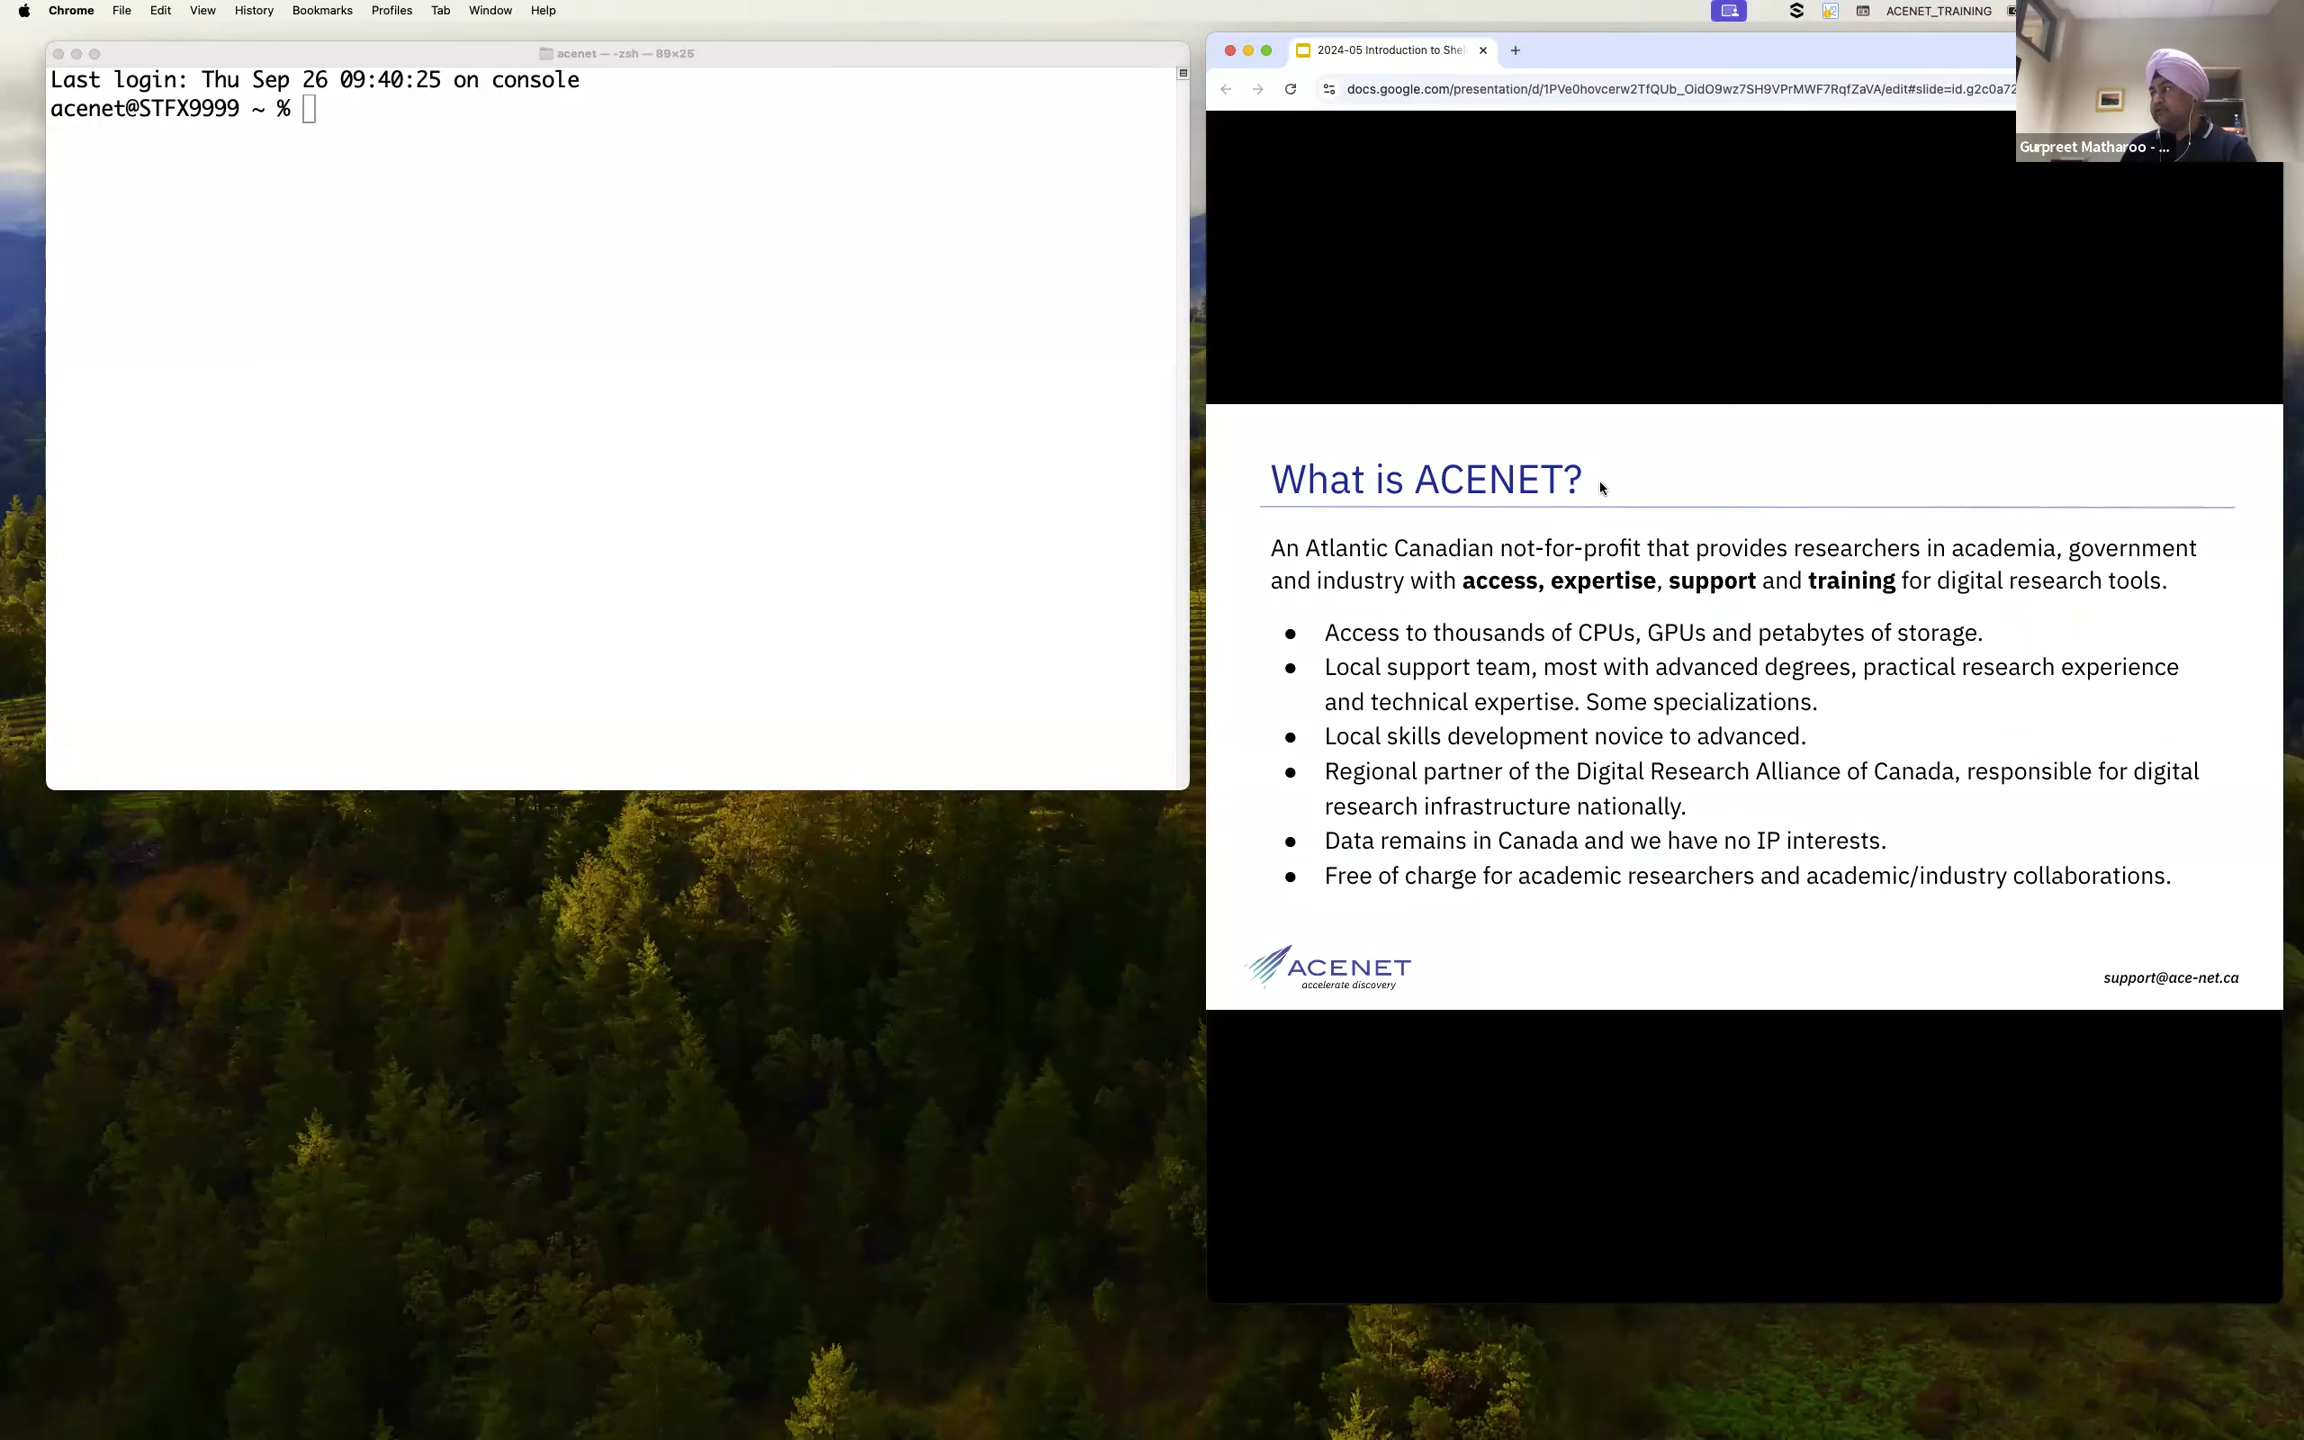 Chrome File Edit View History Bookmarks Profiles Tab Window Help
ACENET_TRAINING
acenet — -zsh — 89×25
Last login: Thu Sep 26 09:40:25 on console
acenet@STFX9999 ~ %
2024-05 Introduction to Shel
docs.google.com/presentation/d/1PVe0hovcerw2TfQUb_OidO9wz7SH9VPrMWF7RqfZaVA/edit#slide=id.g2c0a72
Gurpreet Matharoo - ...
What is ACENET?
An Atlantic Canadian not-for-profit that provides researchers in academia, government
and industry with access, expertise, support and training for digital research tools.
● Access to thousands of CPUs, GPUs and petabytes of storage.
● Local support team, most with advanced degrees, practical research experience
and technical expertise. Some specializations.
● Local skills development novice to advanced.
● Regional partner of the Digital Research Alliance of Canada, responsible for digital
research infrastructure nationally.
● Data remains in Canada and we have no IP interests.
● Free of charge for academic researchers and academic/industry collaborations.
ACENET
accelerate discovery
support@ace-net.ca